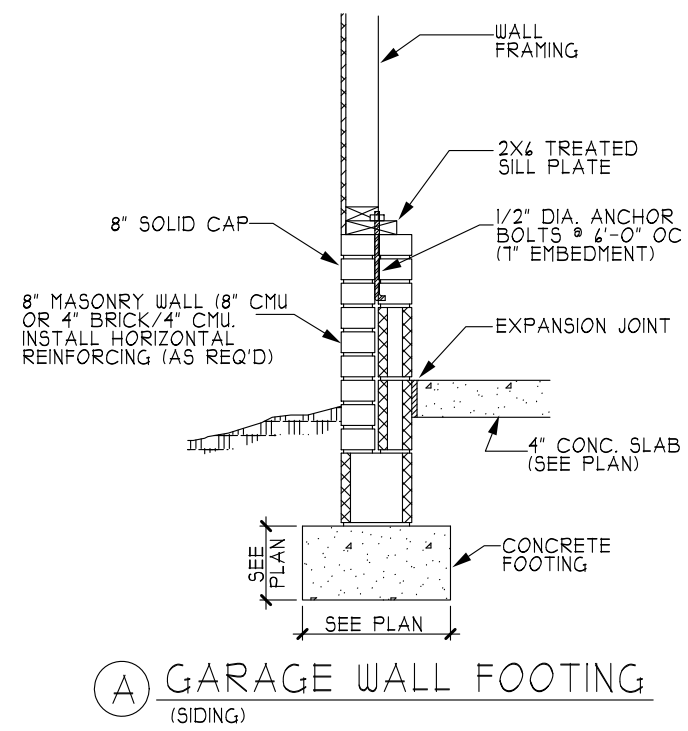 WALL
FRAMING
2X6 TREATED
SILL PLATE
8" SOLID CAP
1/2" DIA. ANCHOR
BOLTS @ 6'-0" OC
(7" EMBEDMENT)
8" MASONRY WALL (8" CMU
OR 4" BRICK/4" CMU.
INSTALL HORIZONTAL
REINFORCING (AS REQ'D)
EXPANSION JOINT
4" CONC. SLAB
(SEE PLAN)
SEE
PLAN
CONCRETE
FOOTING
SEE PLAN
A
GARAGE WALL FOOTING
(SIDING)